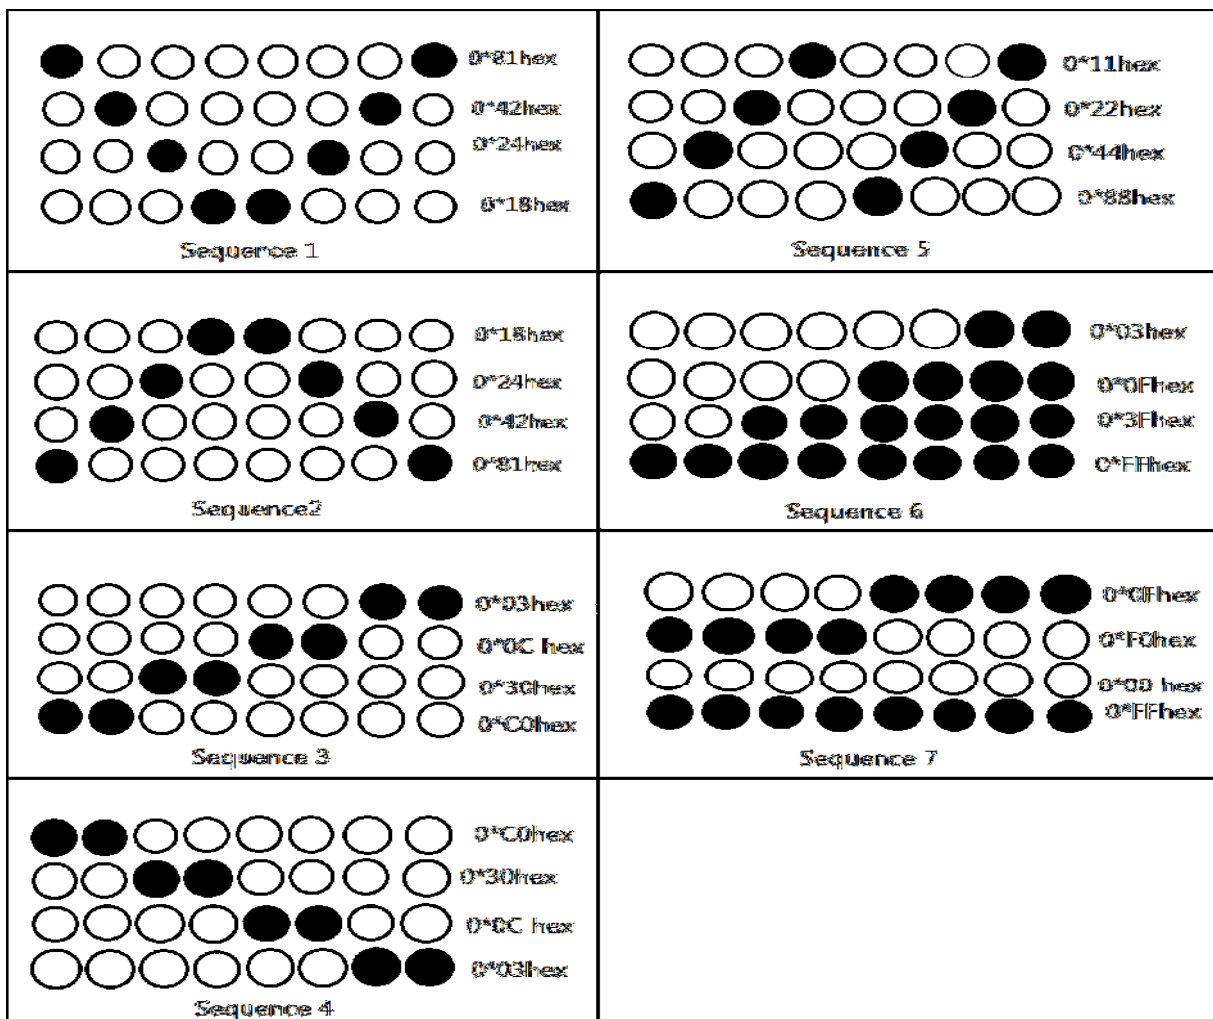 0*81hex
0*42hex
0*24hex
0*18hex
Sequence 1
0*11hex
0*22hex
0*44hex
0*88hex
Sequence 5
0*18hex
0*24hex
0*42hex
0*81hex
Sequence2
0*03hex
0*0Fhex
0*3Fhex
0*FFhex
Sequence 6
0*03hex
0*0C hex
0*30hex
0*C0hex
Sequence 3
0*0Fhex
0*F0hex
0*00 hex
0*FFhex
Sequence 7
0*C0hex
0*30hex
0*0C hex
0*03hex
Sequence 4